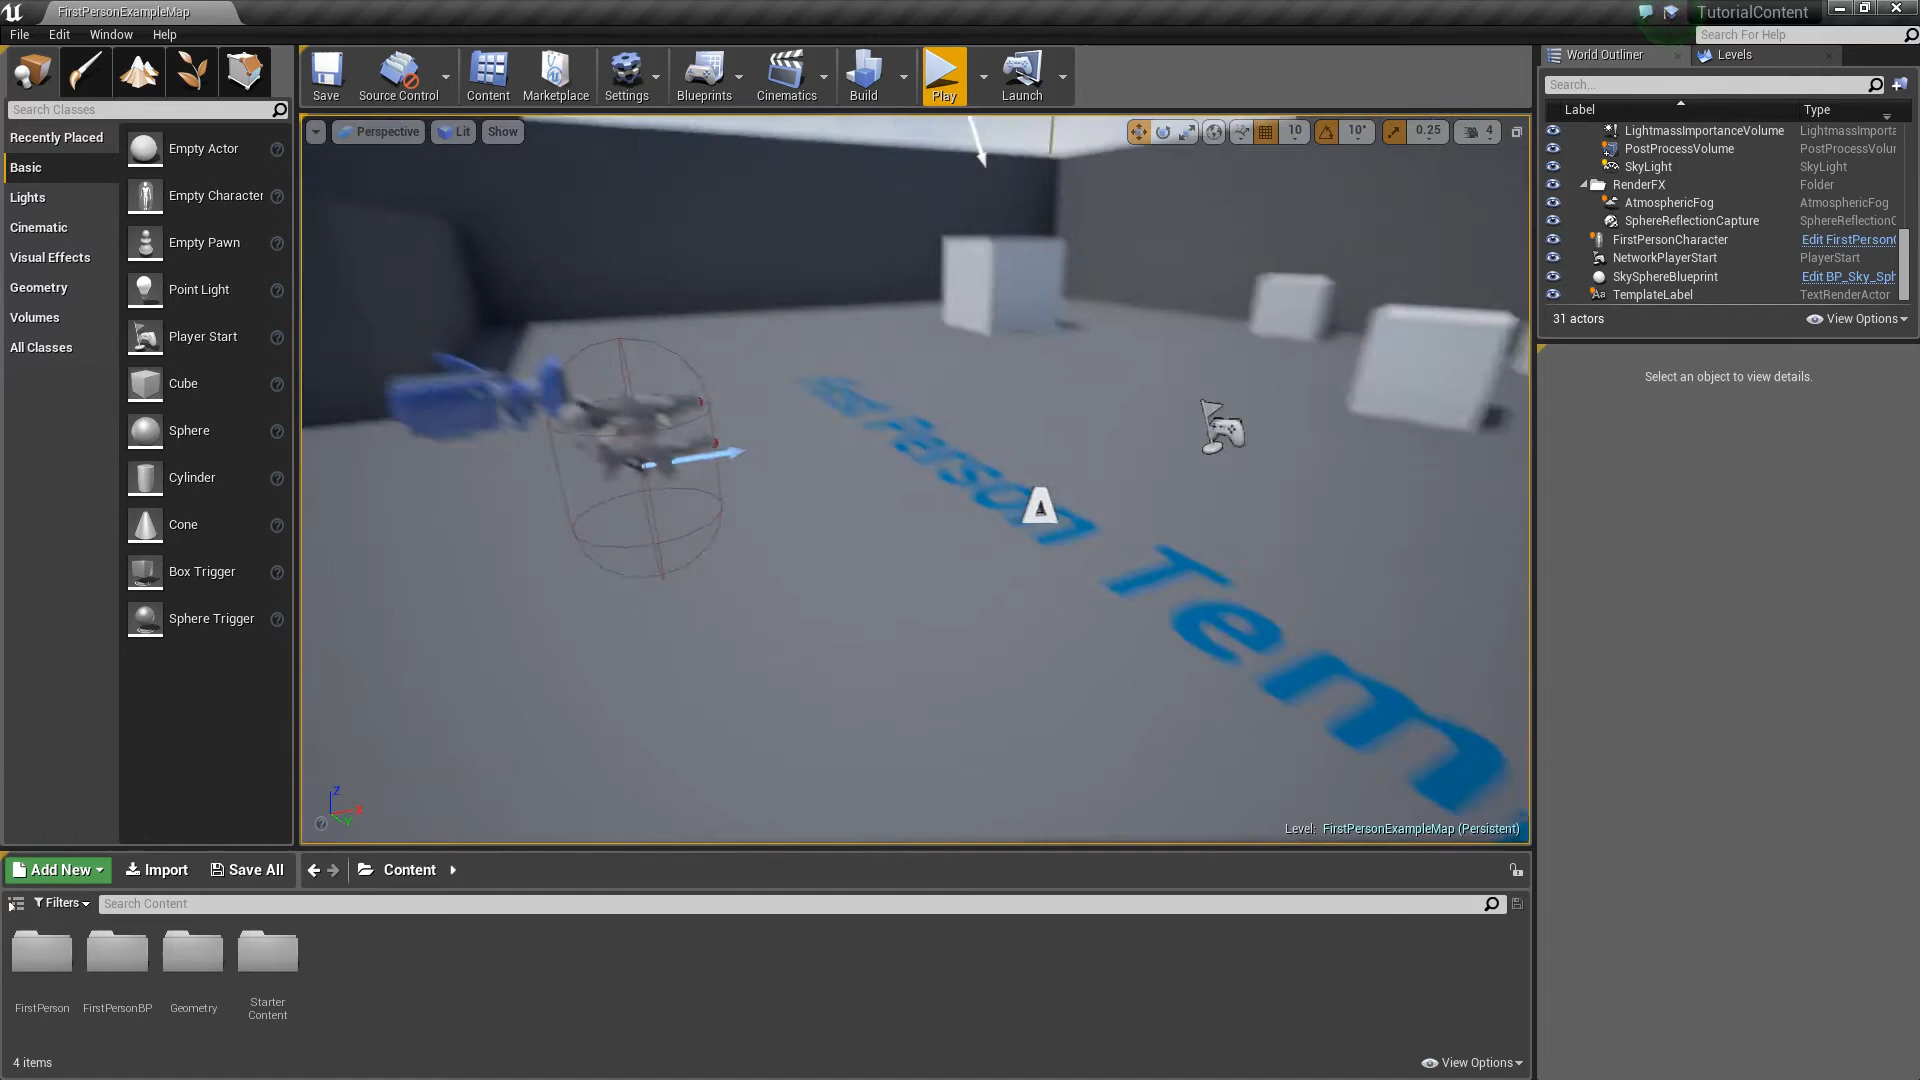 FirstPersonExampleMap
TutorialContent
File Edit Window Help
Search For Help
Save
Source Control
Content
Marketplace
Settings
Blueprints
Cinematics
Build
Play
Launch
World Outliner
Levels
Search Classes
Search...
Recently Placed
Basic
Lights
Cinematic
Visual Effects
Geometry
Volumes
All Classes
Empty Actor
Empty Character
Empty Pawn
Point Light
Player Start
Cube
Sphere
Cylinder
Cone
Box Trigger
Sphere Trigger
Perspective
Lit
Show
10
10°
0.25
4
Person
Tem
Z
X
Y
Level: FirstPersonExampleMap (Persistent)
Label Type
LightmassImportanceVolume LightmassImporta
PostProcessVolume PostProcessVolur
SkyLight SkyLight
RenderFX Folder
AtmosphericFog AtmosphericFog
SphereReflectionCapture SphereReflectionC
FirstPersonCharacter Edit FirstPersonC
NetworkPlayerStart PlayerStart
SkySphereBlueprint Edit BP_Sky_Sph
TemplateLabel TextRenderActor
31 actors View Options
Select an object to view details.
Add New Import Save All Content
Filters Search Content
FirstPerson
FirstPersonBP
Geometry
Starter
Content
4 items View Options